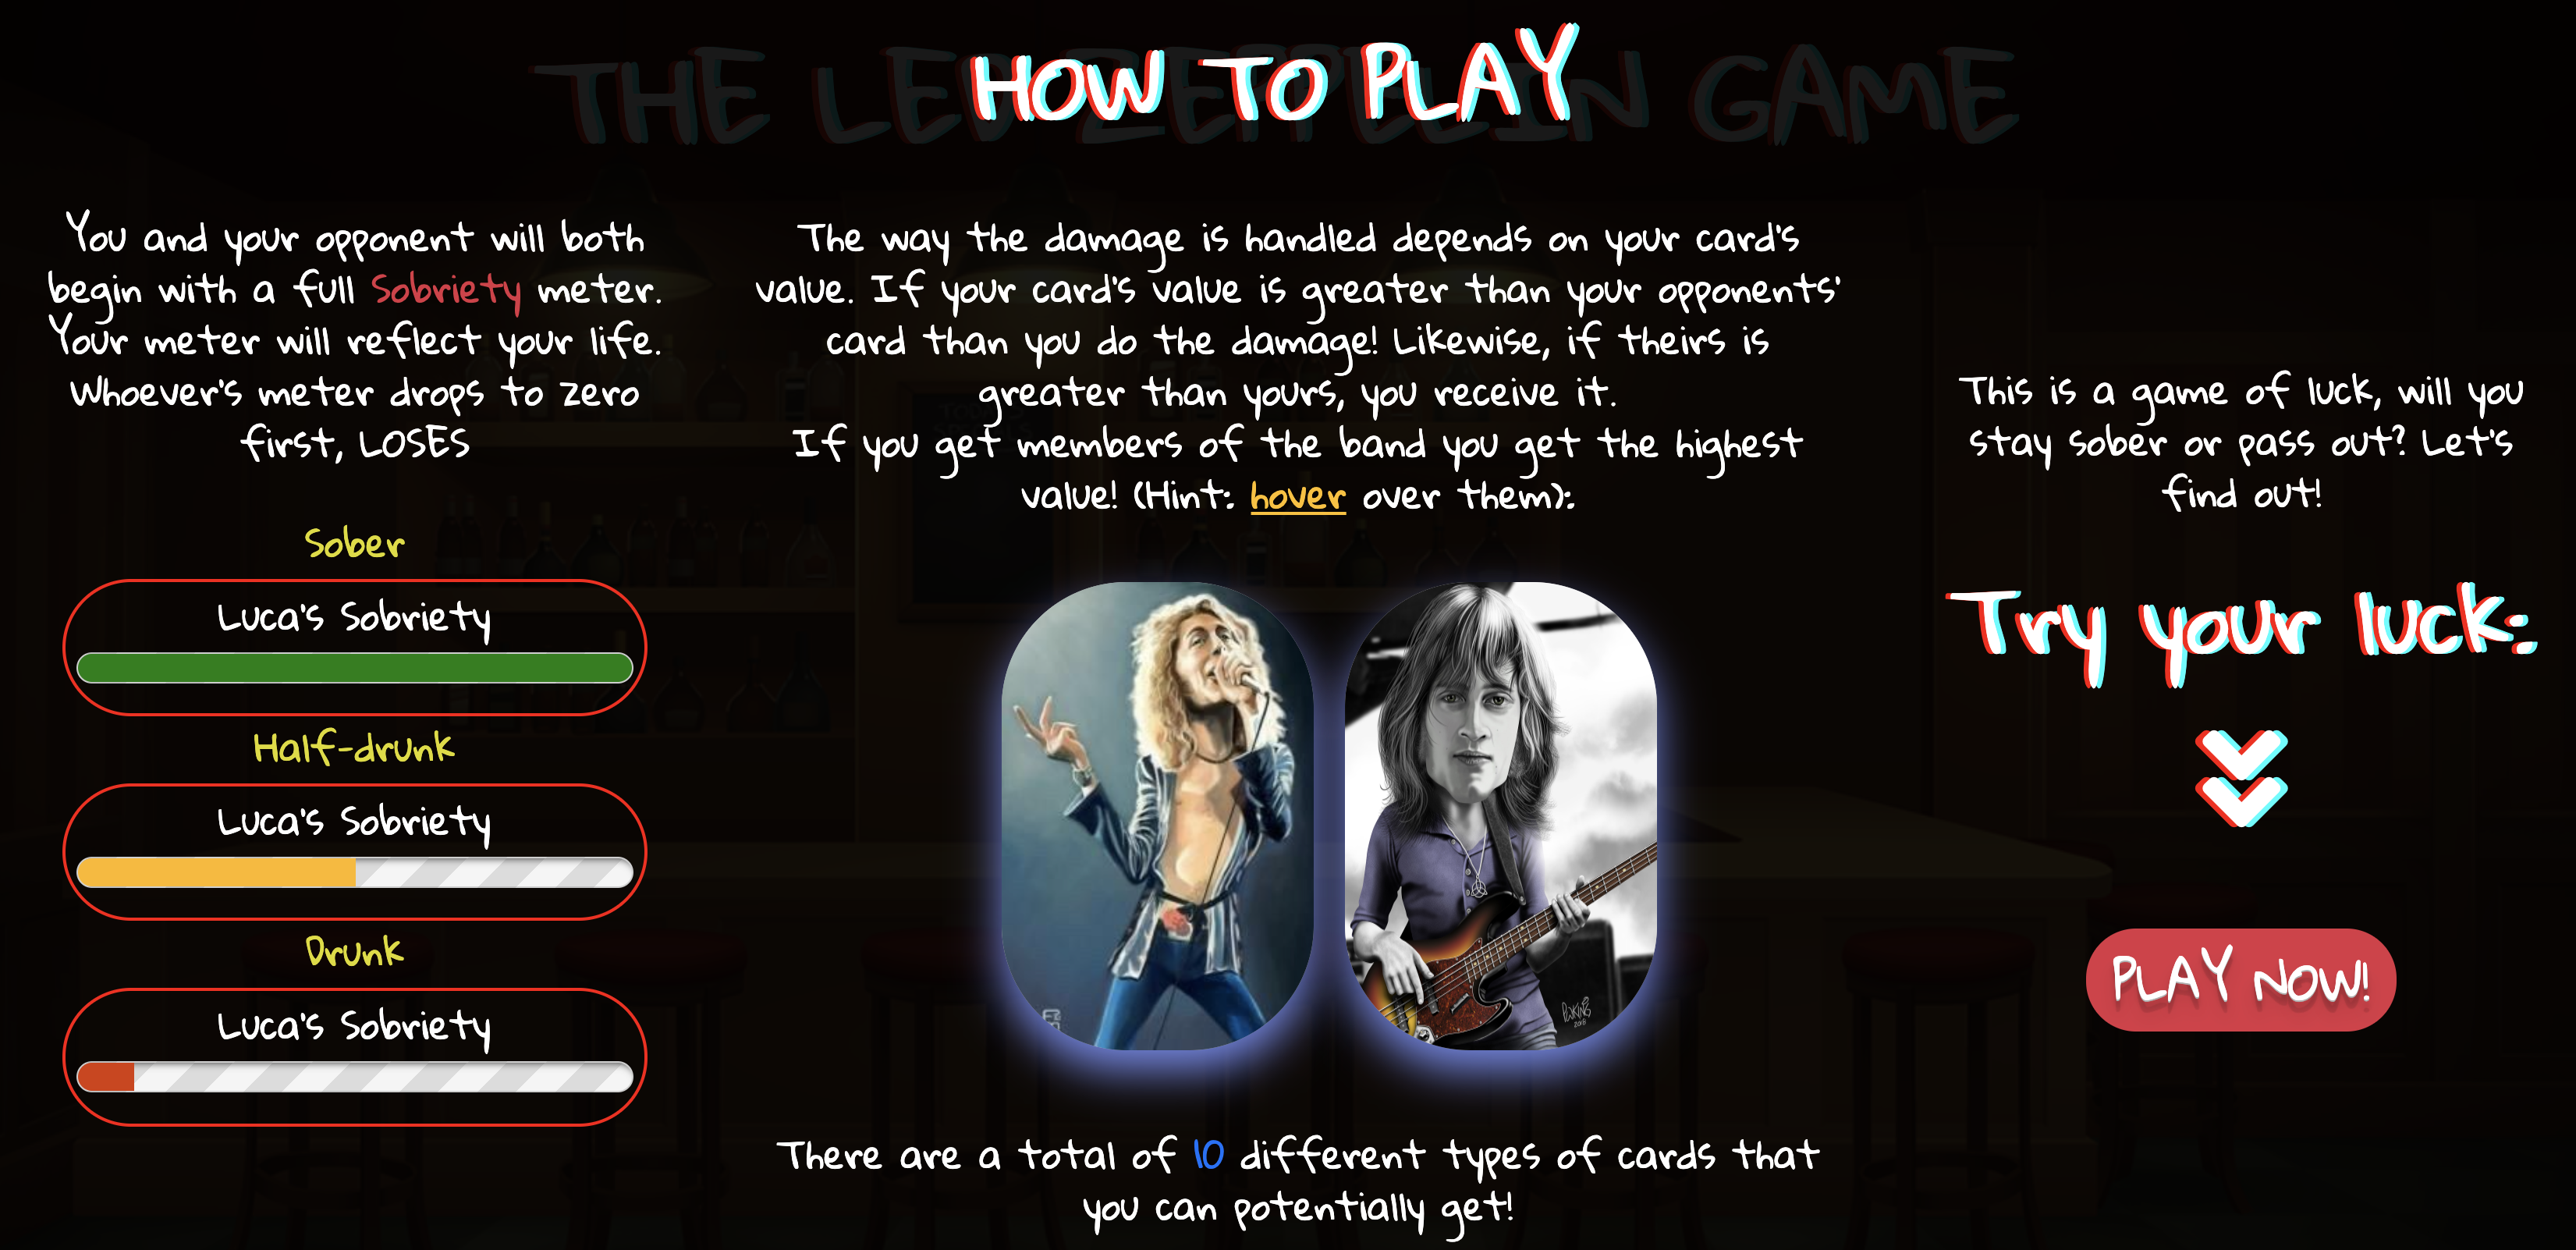 THE LED ZEPPELIN GAME
HOW TO PLAY
You and your opponent will both
begin with a full Sobriety meter.
Your meter will reflect your life.
Whoever's meter drops to zero
first, LOSES
Sober
Luca's Sobriety
Half-drunk
Luca's Sobriety
Drunk
Luca's Sobriety
The way the damage is handled depends on your card's
value. If your card's value is greater than your opponents'
card than you do the damage! Likewise, if theirs is
greater than yours, you receive it.
If you get members of the band you get the highest
value! (Hint: hover over them):
There are a total of 10 different types of cards that
you can potentially get!
This is a game of luck, will you
stay sober or pass out? Let's
find out!
Try your luck:
PLAY NOW!